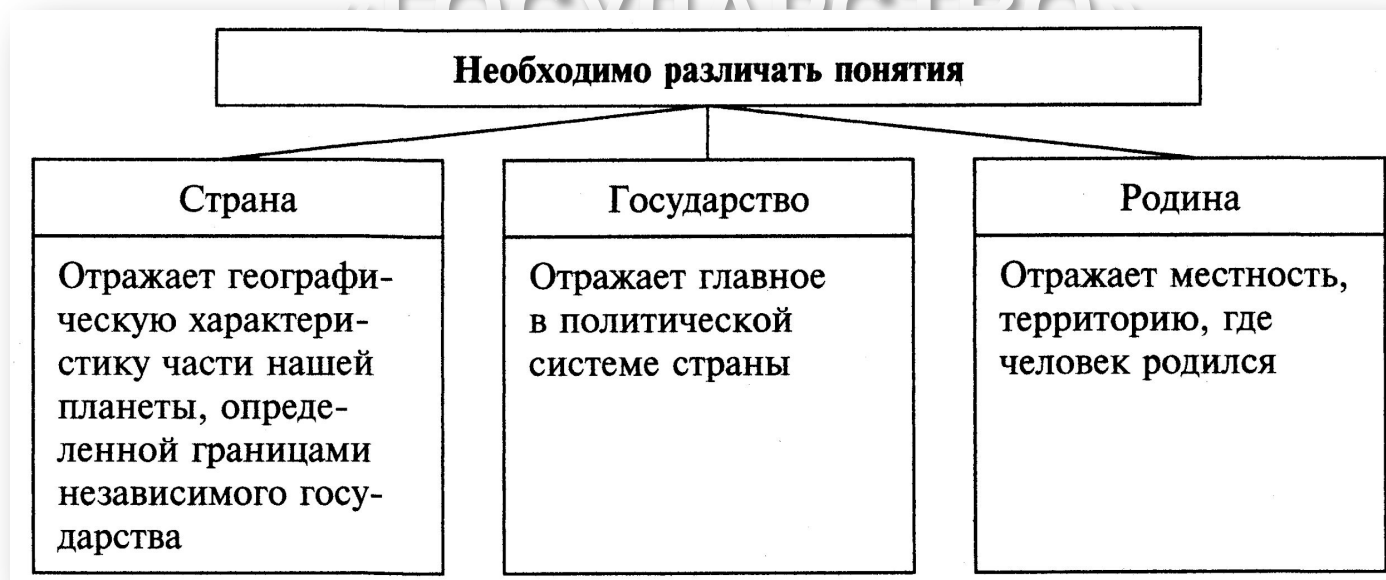 «ГОСУДАРСТВО»
Необходимо различать понятия
Страна
Отражает географи-
ческую характери-
стику части нашей
планеты, опреде-
ленной границами
независимого госу-
дарства
Государство
Отражает главное
в политической
системе страны
Родина
Отражает местность,
территорию, где
человек родился